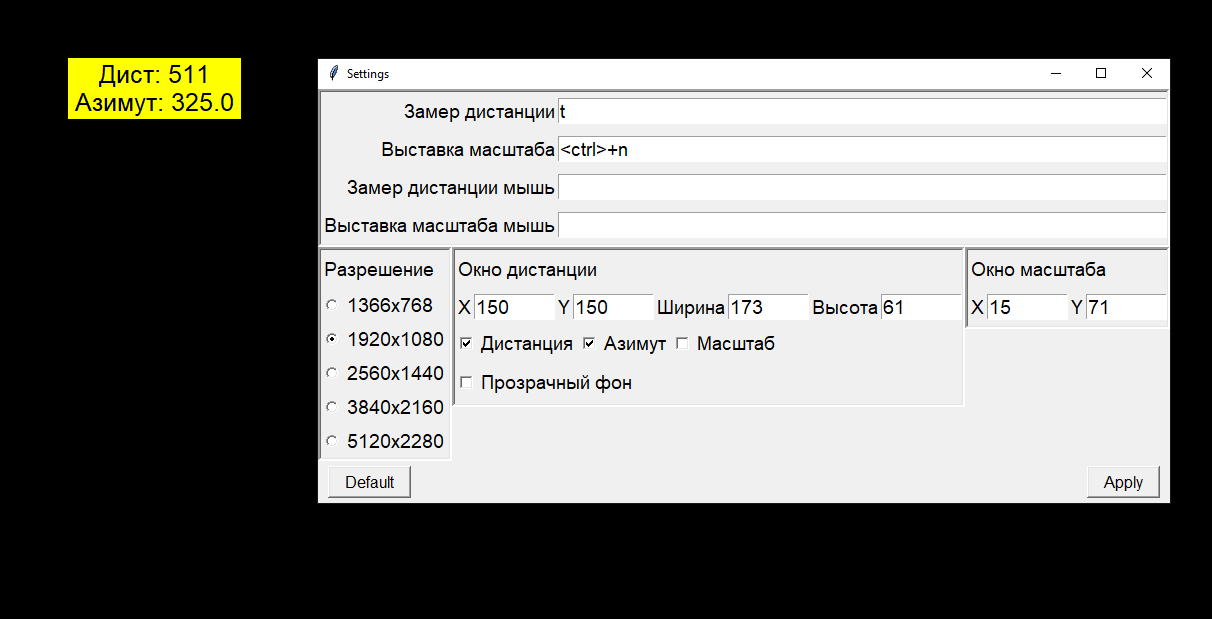 Дист: 511
Азимут: 325.0
Settings
Замер дистанции t
Выставка масштаба <ctrl>+n
Замер дистанции мышь
Выставка масштаба мышь
Разрешение
1366x768
1920x1080
2560x1440
3840x2160
5120x2280
Окно дистанции
X 150 Y 150 Ширина 173 Высота 61
Дистанция Азимут Масштаб
Прозрачный фон
Окно масштаба
X 15 Y 71
Default
Apply